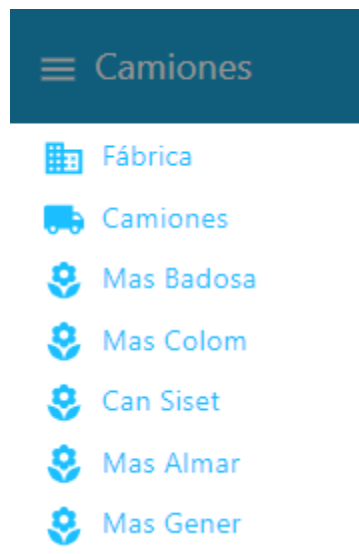 Camiones
Fábrica
Camiones
Mas Badosa
Mas Colom
Can Siset
Mas Almar
Mas Gener